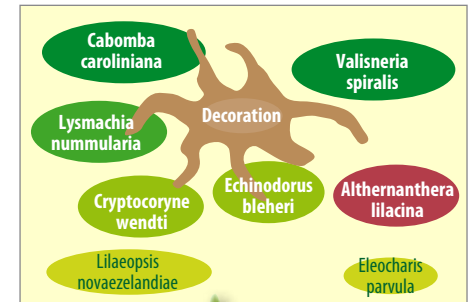 Cabomba
caroliniana
Valisneria
spiralis
Decoration
Lysmachia
nummularia
Echinodorus
bleheri
Cryptocoryne
wendti
Althernanthera
lilacina
Lilaeopsis
novaezelandiae
Eleocharis
parvula